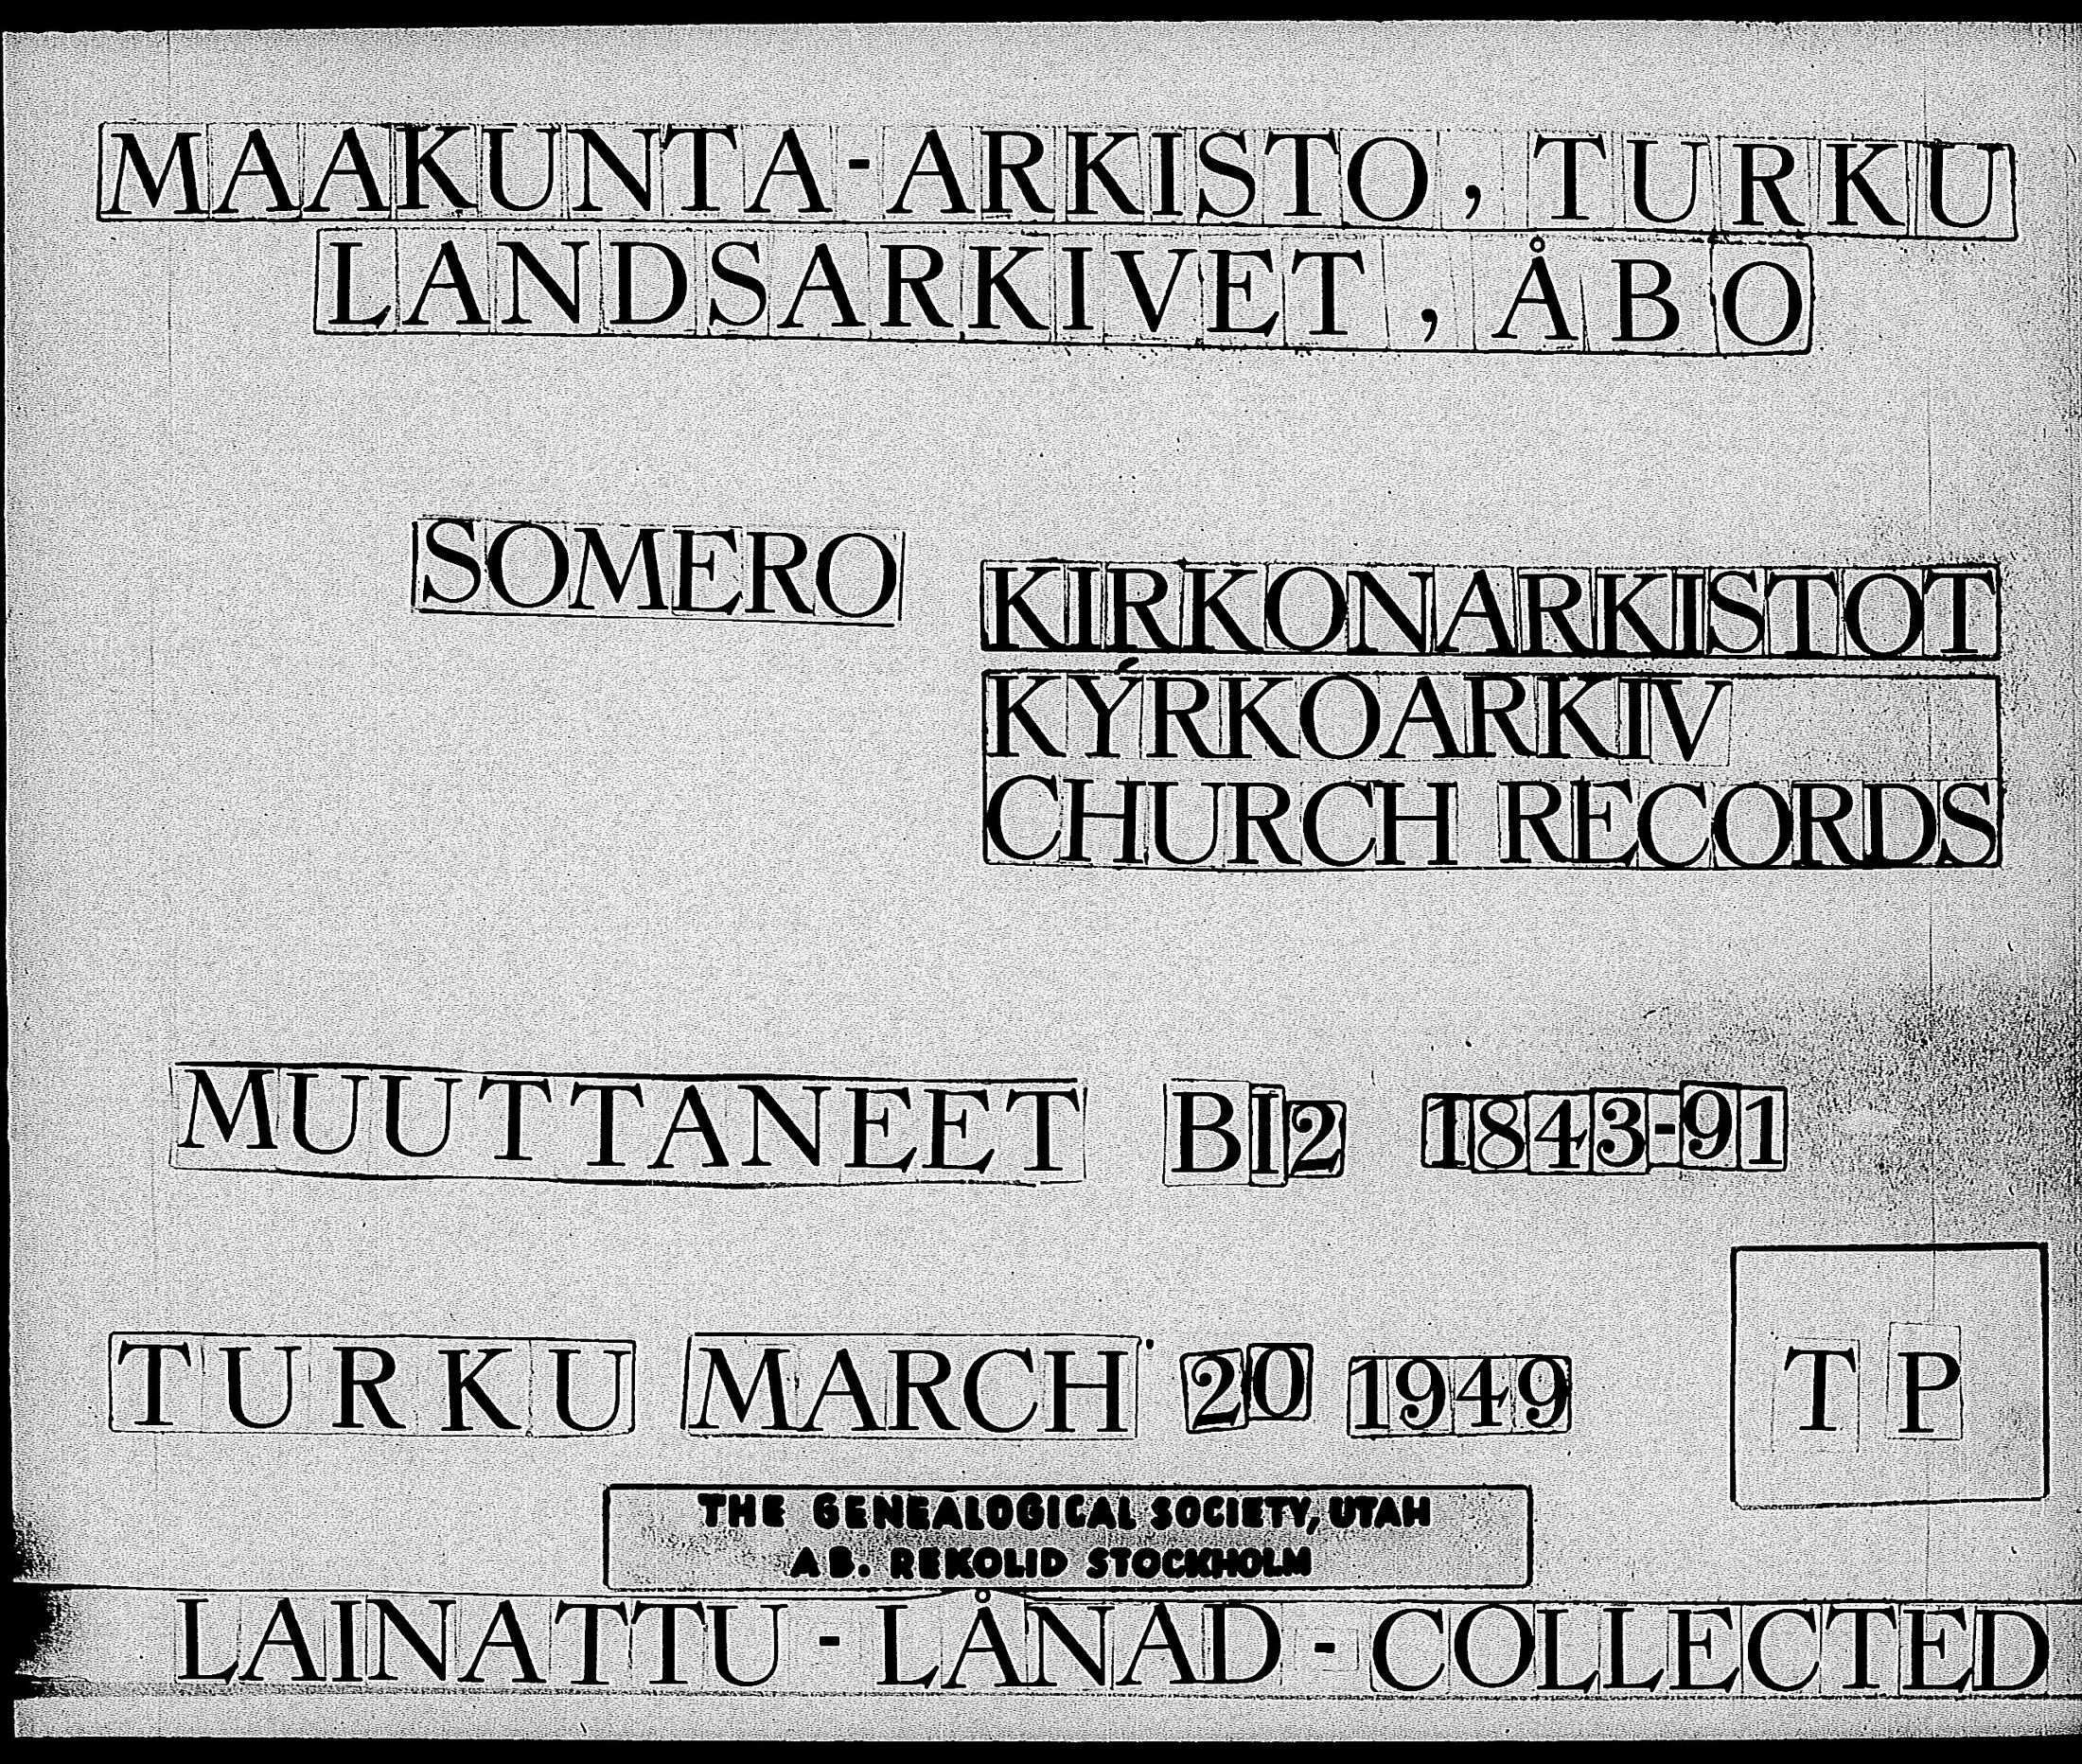 MAAKUNTA-ARKISTO, TURKU
LANDSARKIVET, ÅBO
SOMERO
KIRKONARKISTOT
KYRKOARKIV
CHURCH RECORDS
MUUTTANEET BI2 1843-91
TURKU MARCH 20 1949
T P
THE GENEALOGICAL SOCIETY, UTAH
AB. REKOLID STOCKHOLM
LAINATTU - LÅNAD - COLLECTED